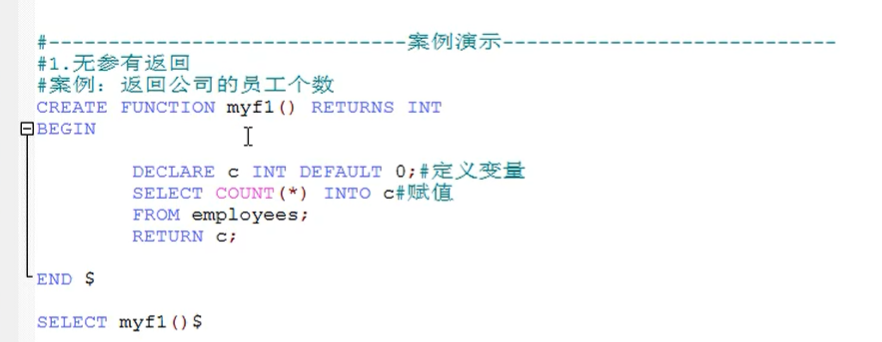 #------------------------------案例演示----------------------------
#1.无参有返回
#案例：返回公司的员工个数
CREATE FUNCTION myf1() RETURNS INT
BEGIN
DECLARE c INT DEFAULT 0;#定义变量
SELECT COUNT(*) INTO c#赋值
FROM employees;
RETURN c;
END $
SELECT myf1()$